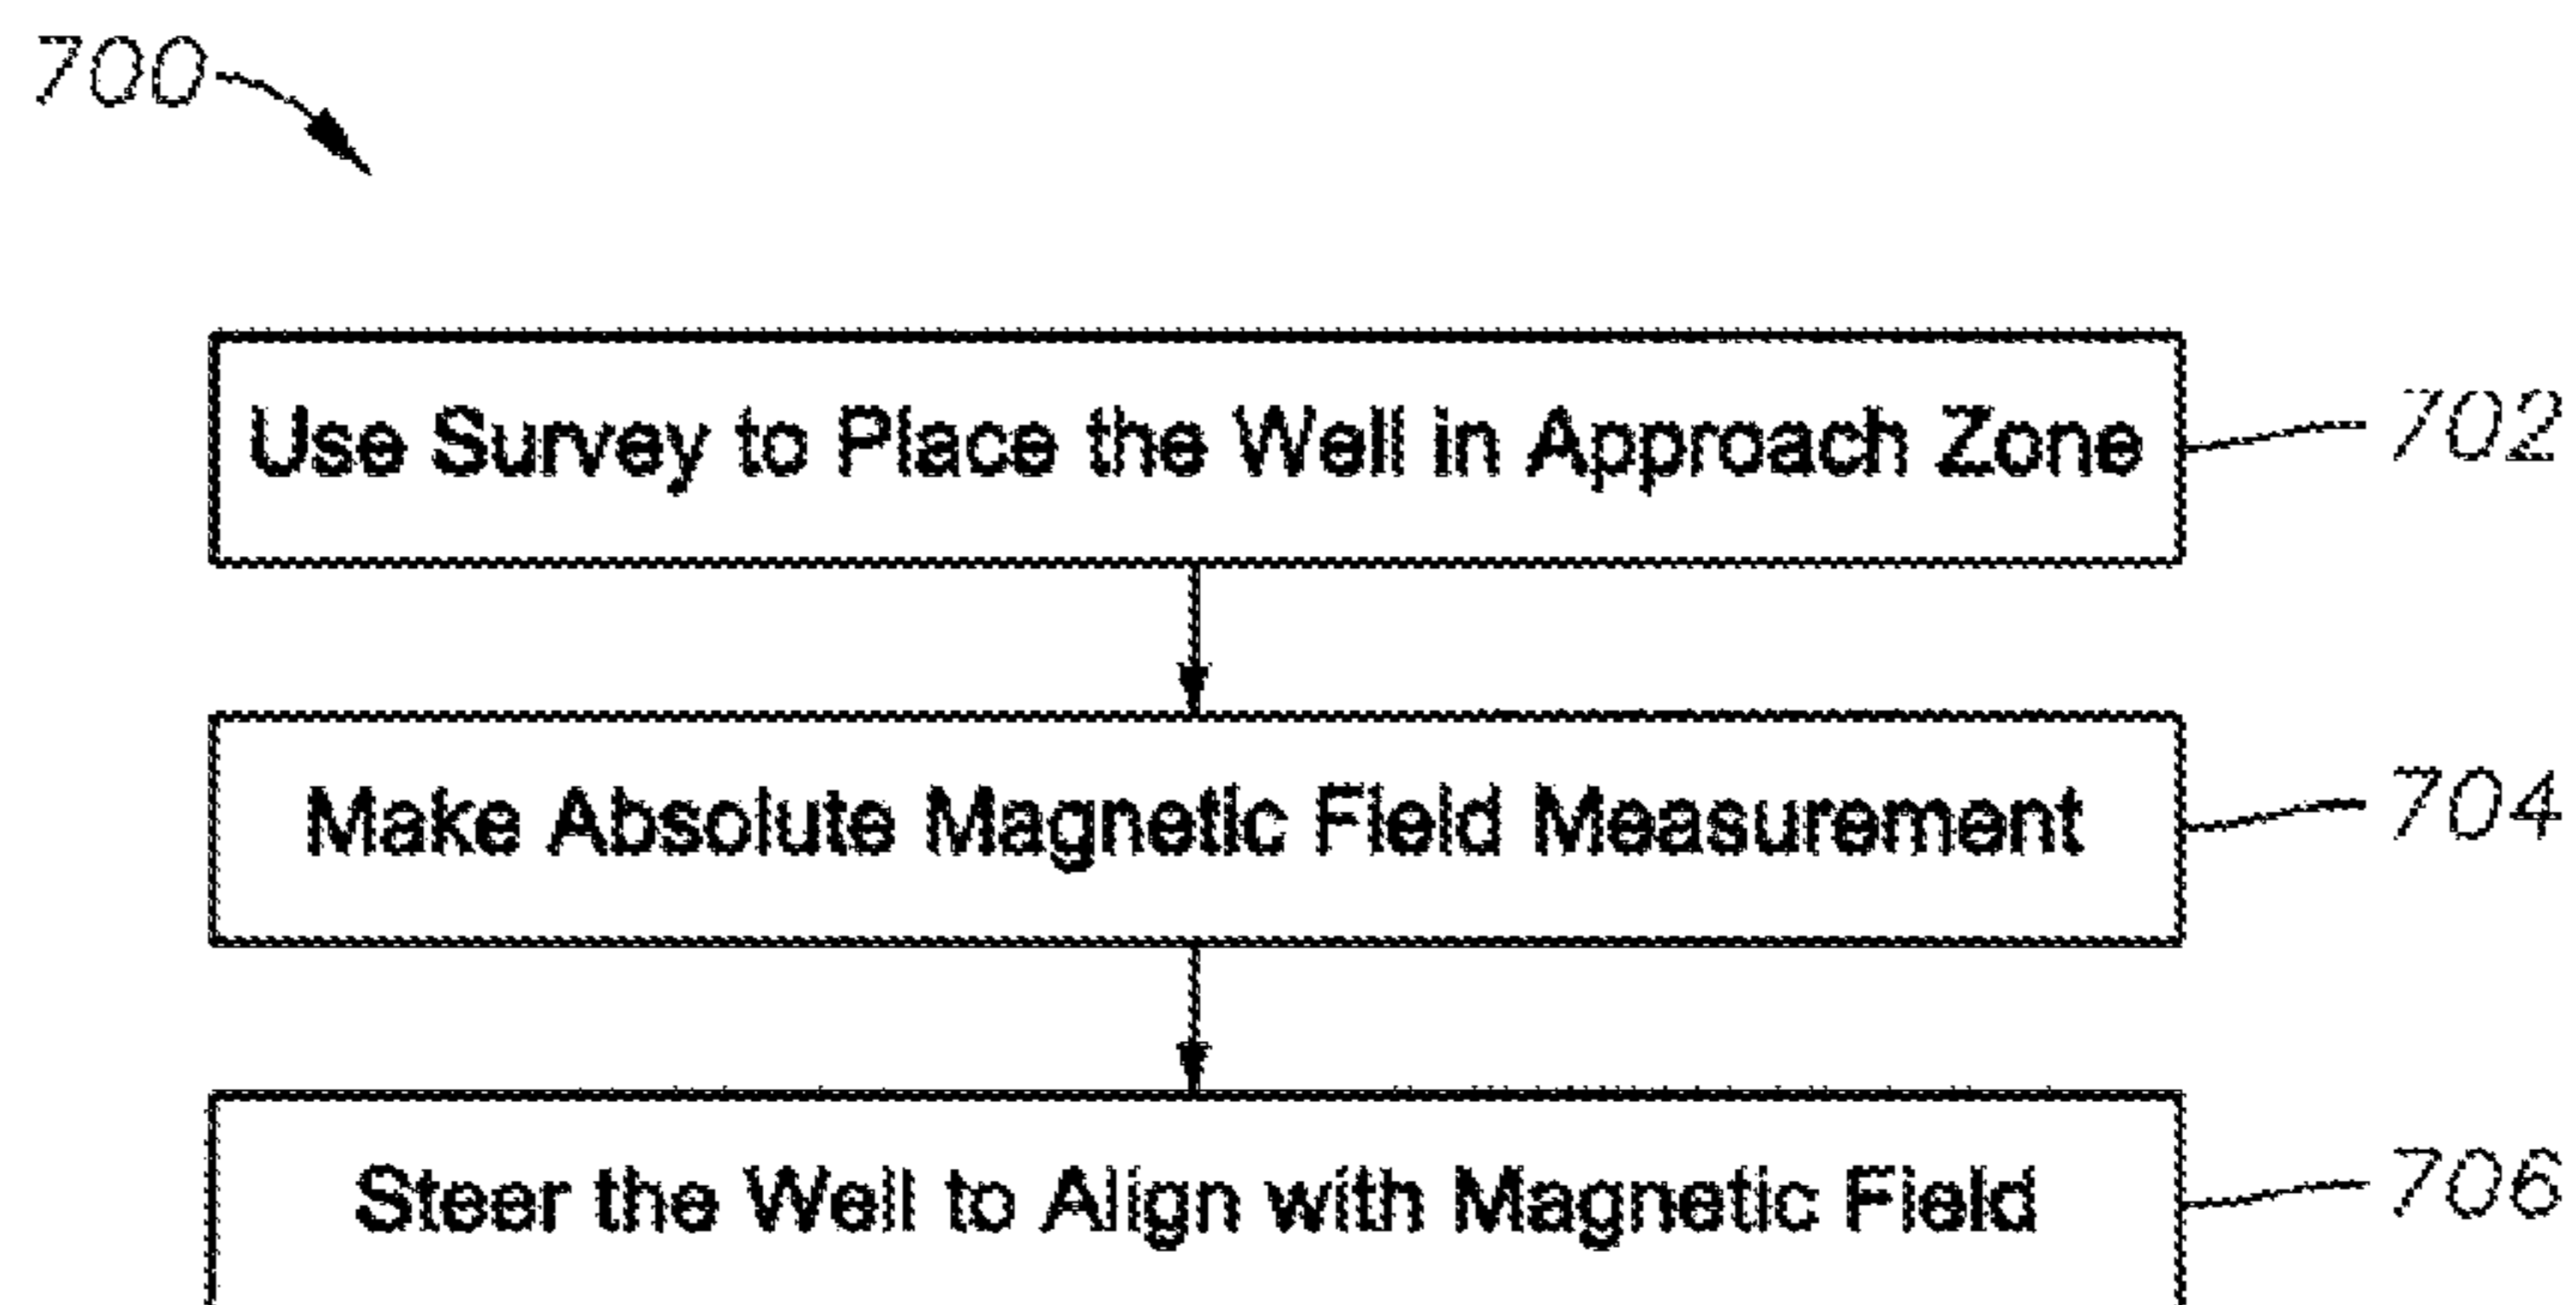 700
Use Survey to Place the Well in Approach Zone
702
Make Absolute Magnetic Field Measurement
704
Steer the Well to Align with Magnetic Field
706